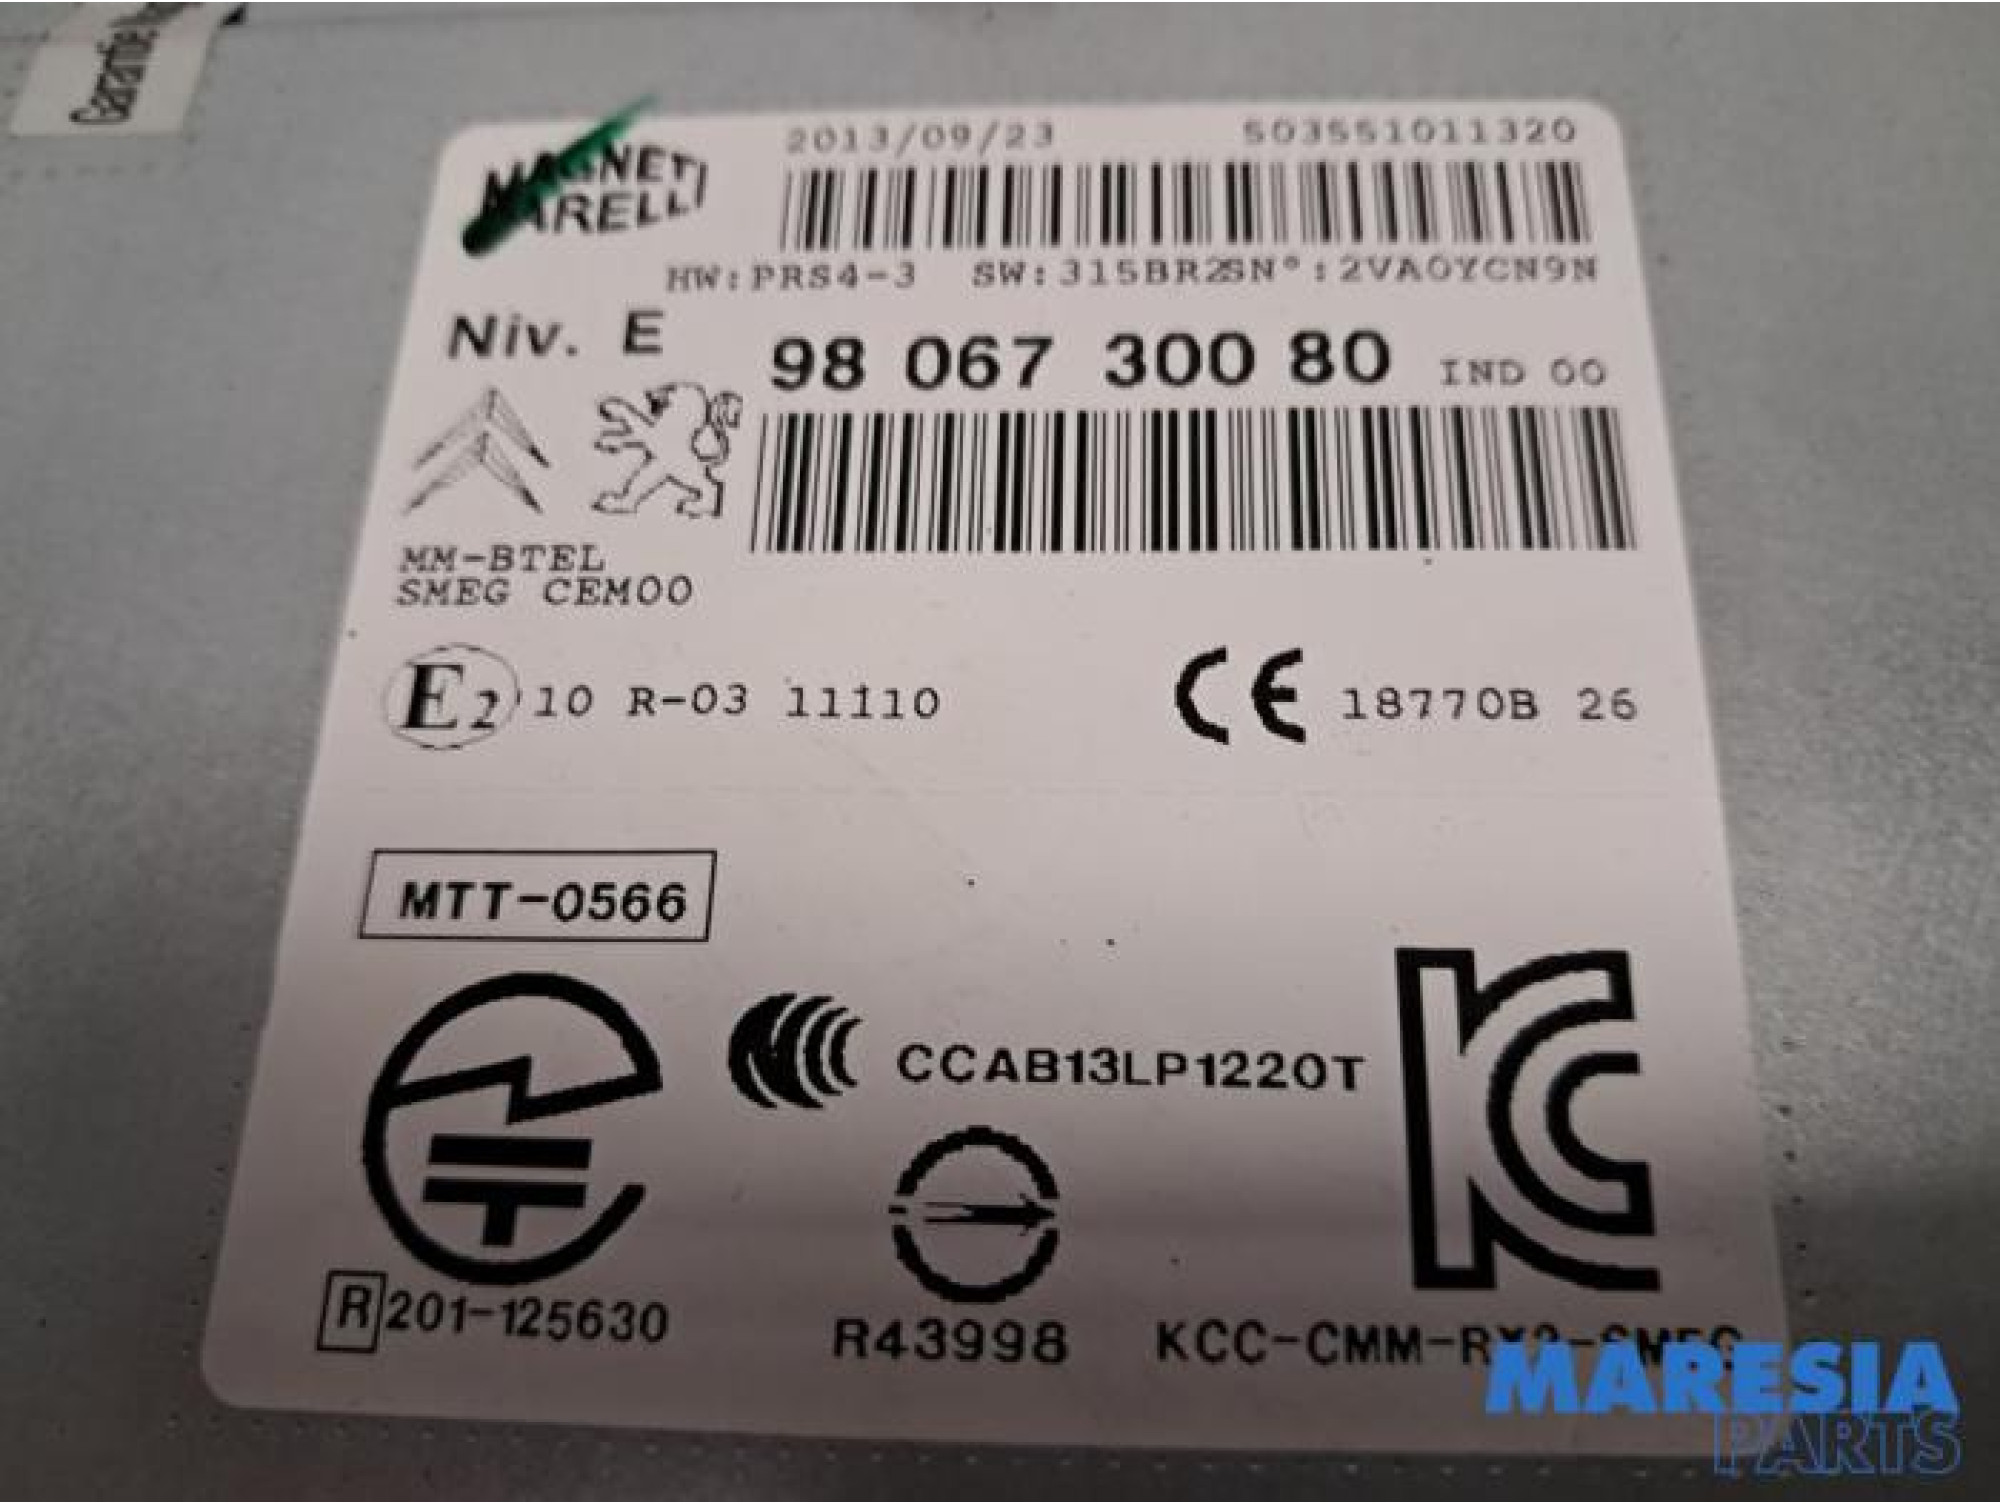 Garantie
2013/09/23 503551011320
MAGNETI
MARELLI
HW:PRS4-3 SW:315BR2SN°:2VA0YCN9N
Niv. E 98 067 300 80 IND 00
MM-BTEL
SMEG CEM00
E2 10 R-03 11110 CE 18770B 26
MTT-0566
CCAB13LP1220T
R 201-125630 R43998 KCC-CMM-RX2-SMEG
MARESIA
PARTS